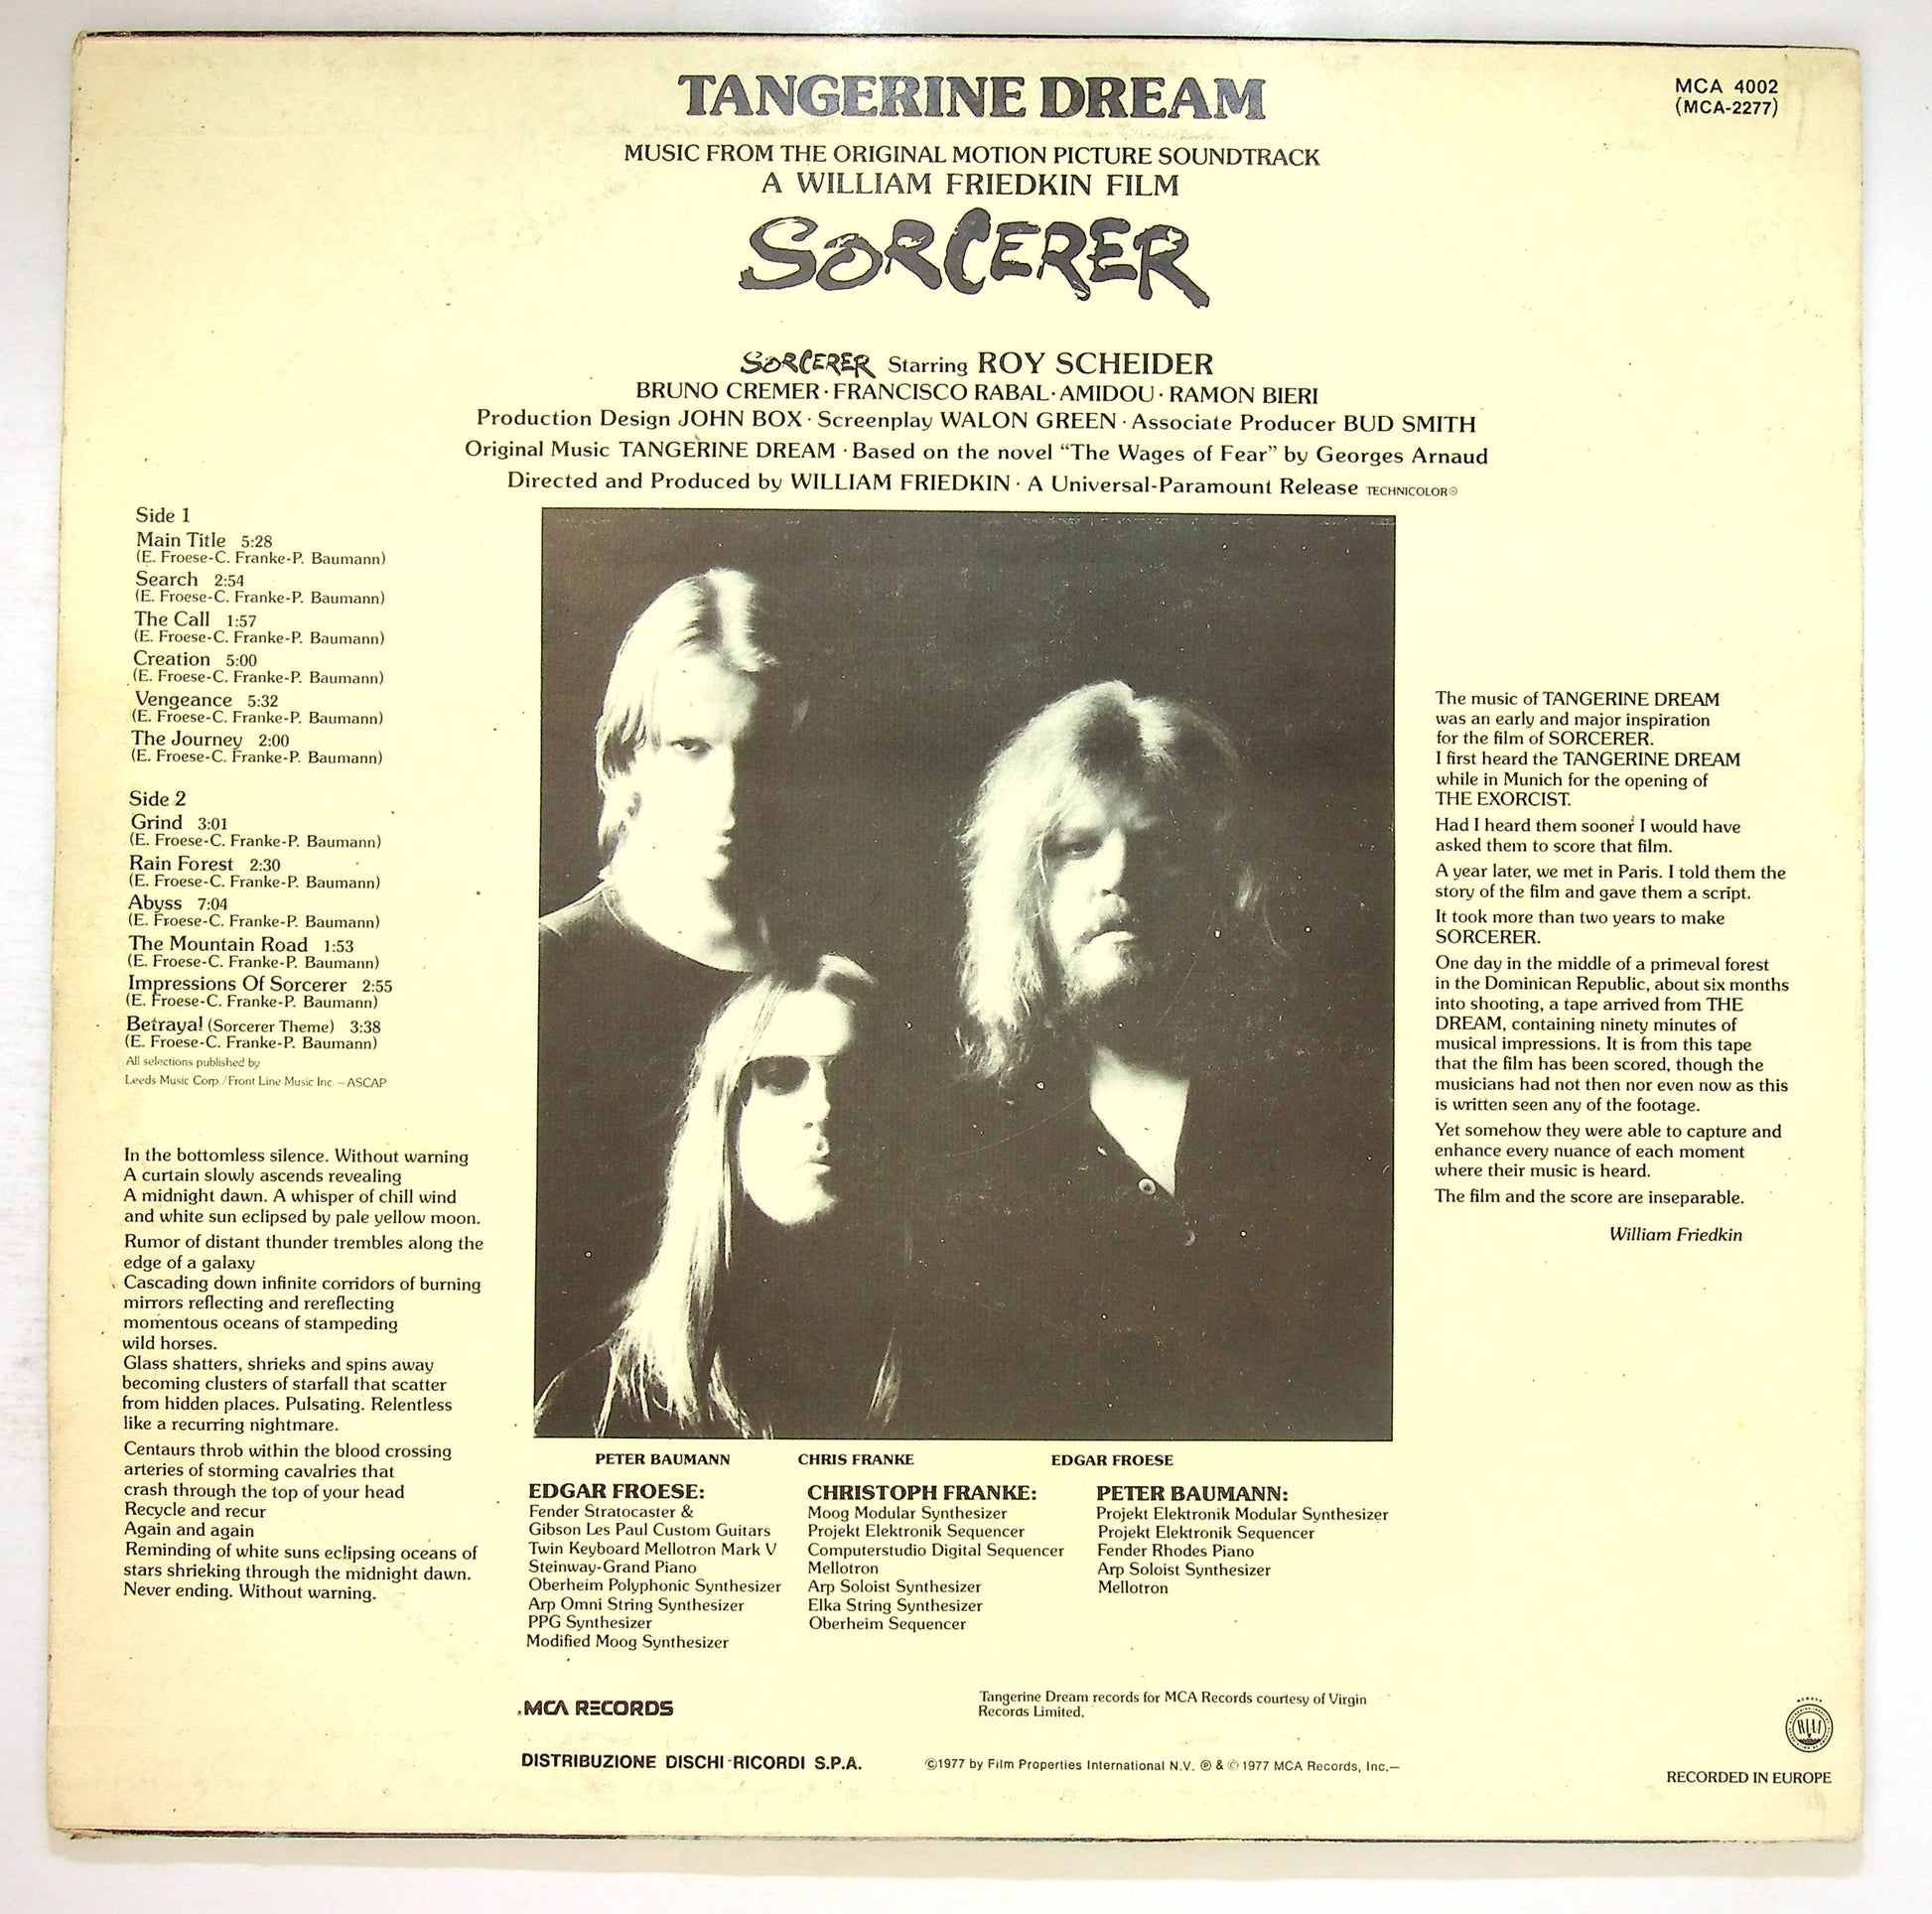 TANGERINE DREAM
MCA 4002
(MCA-2277)
MUSIC FROM THE ORIGINAL MOTION PICTURE SOUNDTRACK
A WILLIAM FRIEDKIN FILM
SORCERER
SORCERER Starring ROY SCHEIDER
BRUNO CREMER · FRANCISCO RABAL · AMIDOU · RAMON BIERI
Production Design JOHN BOX · Screenplay WALON GREEN · Associate Producer BUD SMITH
Original Music TANGERINE DREAM · Based on the novel “The Wages of Fear” by Georges Arnaud
Directed and Produced by WILLIAM FRIEDKIN · A Universal-Paramount Release TECHNICOLOR®
Side 1
Main Title 5:28
(E. Froese-C. Franke-P. Baumann)
Search 2:54
(E. Froese-C. Franke-P. Baumann)
The Call 1:57
(E. Froese-C. Franke-P. Baumann)
Creation 5:00
(E. Froese-C. Franke-P. Baumann)
Vengeance 5:32
(E. Froese-C. Franke-P. Baumann)
The Journey 2:00
(E. Froese-C. Franke-P. Baumann)
Side 2
Grind 3:01
(E. Froese-C. Franke-P. Baumann)
Rain Forest 2:30
(E. Froese-C. Franke-P. Baumann)
Abyss 7:04
(E. Froese-C. Franke-P. Baumann)
The Mountain Road 1:53
(E. Froese-C. Franke-P. Baumann)
Impressions Of Sorcerer 2:55
(E. Froese-C. Franke-P. Baumann)
Betrayal (Sorcerer Theme) 3:38
(E. Froese-C. Franke-P. Baumann)
All selections published by
Leeds Music Corp./Front Line Music Inc. –ASCAP
In the bottomless silence. Without warning
A curtain slowly ascends revealing
A midnight dawn. A whisper of chill wind
and white sun eclipsed by pale yellow moon.
Rumor of distant thunder trembles along the
edge of a galaxy
Cascading down infinite corridors of burning
mirrors reflecting and rereflecting
momentous oceans of stampeding
wild horses.
Glass shatters, shrieks and spins away
becoming clusters of starfall that scatter
from hidden places. Pulsating. Relentless
like a recurring nightmare.
Centaurs throb within the blood crossing
arteries of storming cavalries that
crash through the top of your head
Recycle and recur
Again and again
Reminding of white suns eclipsing oceans of
stars shrieking through the midnight dawn.
Never ending. Without warning.
The music of TANGERINE DREAM
was an early and major inspiration
for the film of SORCERER.
I first heard the TANGERINE DREAM
while in Munich for the opening of
THE EXORCIST.
Had I heard them sooner I would have
asked them to score that film.
A year later, we met in Paris. I told them the
story of the film and gave them a script.
It took more than two years to make
SORCERER.
One day in the middle of a primeval forest
in the Dominican Republic, about six months
into shooting, a tape arrived from THE
DREAM, containing ninety minutes of
musical impressions. It is from this tape
that the film has been scored, though the
musicians had not then nor even now as this
is written seen any of the footage.
Yet somehow they were able to capture and
enhance every nuance of each moment
where their music is heard.
The film and the score are inseparable.
William Friedkin
PETER BAUMANN CHRIS FRANKE EDGAR FROESE
EDGAR FROESE:
Fender Stratocaster &
Gibson Les Paul Custom Guitars
Twin Keyboard Mellotron Mark V
Steinway-Grand Piano
Oberheim Polyphonic Synthesizer
Arp Omni String Synthesizer
PPG Synthesizer
Modified Moog Synthesizer
CHRISTOPH FRANKE:
Moog Modular Synthesizer
Projekt Elektronik Sequencer
Computerstudio Digital Sequencer
Mellotron
Arp Soloist Synthesizer
Elka String Synthesizer
Oberheim Sequencer
PETER BAUMANN:
Projekt Elektronik Modular Synthesizer
Projekt Elektronik Sequencer
Fender Rhodes Piano
Arp Soloist Synthesizer
Mellotron
MCA RECORDS
Tangerine Dream records for MCA Records courtesy of Virgin
Records Limited.
DISTRIBUZIONE DISCHI RICORDI S.P.A.
©1977 by Film Properties International N.V. ℗ & © 1977 MCA Records, Inc.–
RECORDED IN EUROPE